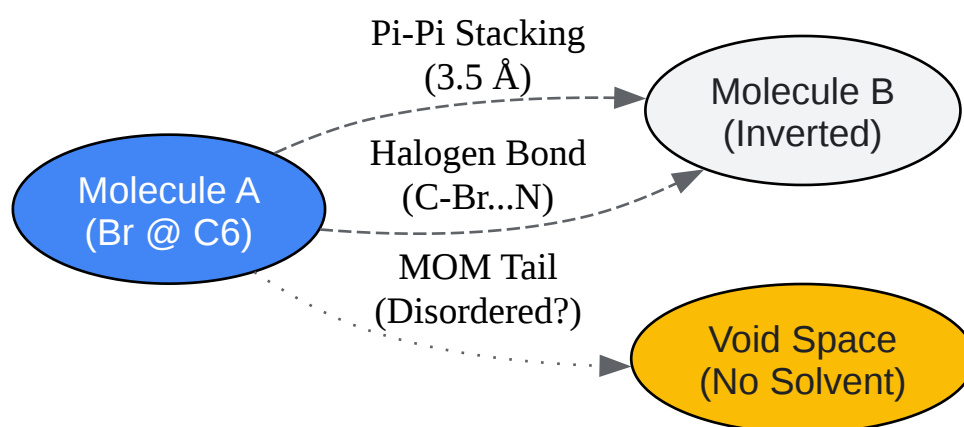 Pi-Pi Stacking
(3.5 Å)
Molecule B
(Inverted)
Halogen Bond
(C-Br...N)
Molecule A
(Br @ C6)
MOM Tail
(Disordered?)
Void Space
(No Solvent)